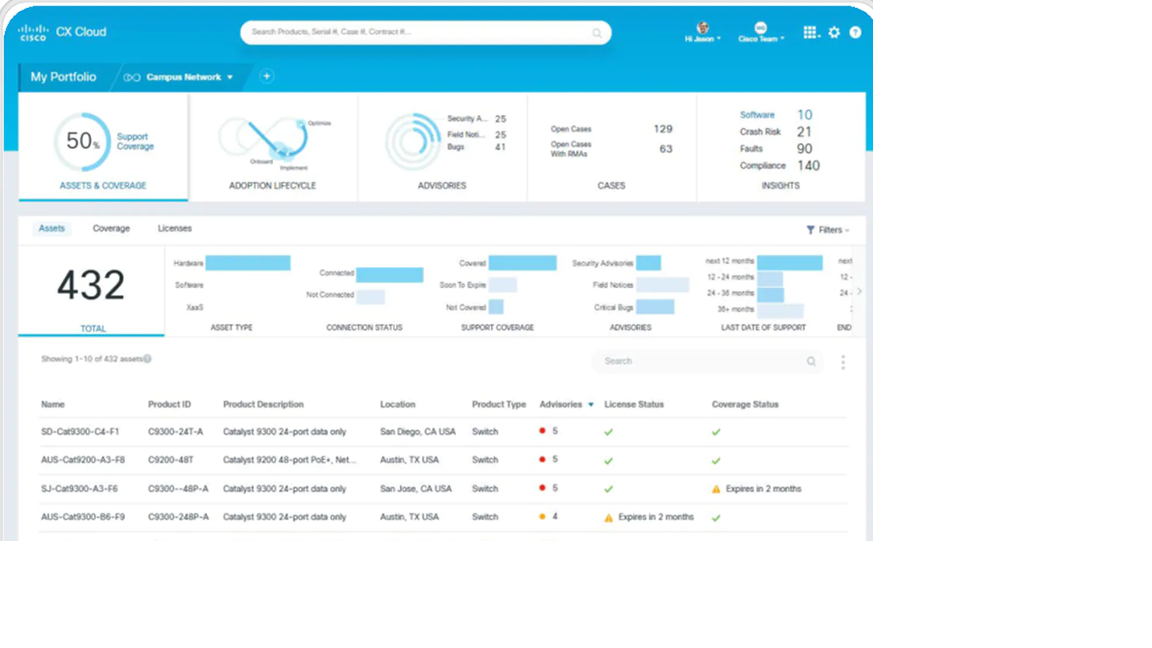 CISCO CX Cloud
Search Products, Serial #, Case #, Contract #...
Hi Jason
Cisco Team
My Portfolio
Campus Network
50% Support Coverage
ASSETS & COVERAGE
Optimize
Onboard
Implement
ADOPTION LIFECYCLE
Security A... 25
Field Noti... 25
Bugs 41
ADVISORIES
Open Cases 129
Open Cases With RMAs 63
CASES
Software 10
Crash Risk 21
Faults 90
Compliance 140
INSIGHTS
Assets Coverage Licenses
Filters
432
TOTAL
Hardware
Software
XaaS
ASSET TYPE
Connected
Not Connected
CONNECTION STATUS
Covered
Soon To Expire
Not Covered
SUPPORT COVERAGE
Security Advisories
Field Notices
Critical Bugs
ADVISORIES
next 12 months
12 - 24 months
24 - 36 months
36+ months
LAST DATE OF SUPPORT
next
12 -
24 -
END
Showing 1-10 of 432 assets
Search
Name Product ID Product Description Location Product Type Advisories License Status Coverage Status
SD-Cat9300-C4-F1 C9300-24T-A Catalyst 9300 24-port data only San Diego, CA USA Switch 5
AUS-Cat9200-A3-F8 C9200-48T Catalyst 9200 48-port PoE+, Net... Austin, TX USA Switch 5
SJ-Cat9300-A3-F6 C9300--48P-A Catalyst 9300 24-port data only San Jose, CA USA Switch 5 Expires in 2 months
AUS-Cat9300-B6-F9 C9300-248P-A Catalyst 9300 24-port data only Austin, TX USA Switch 4 Expires in 2 months